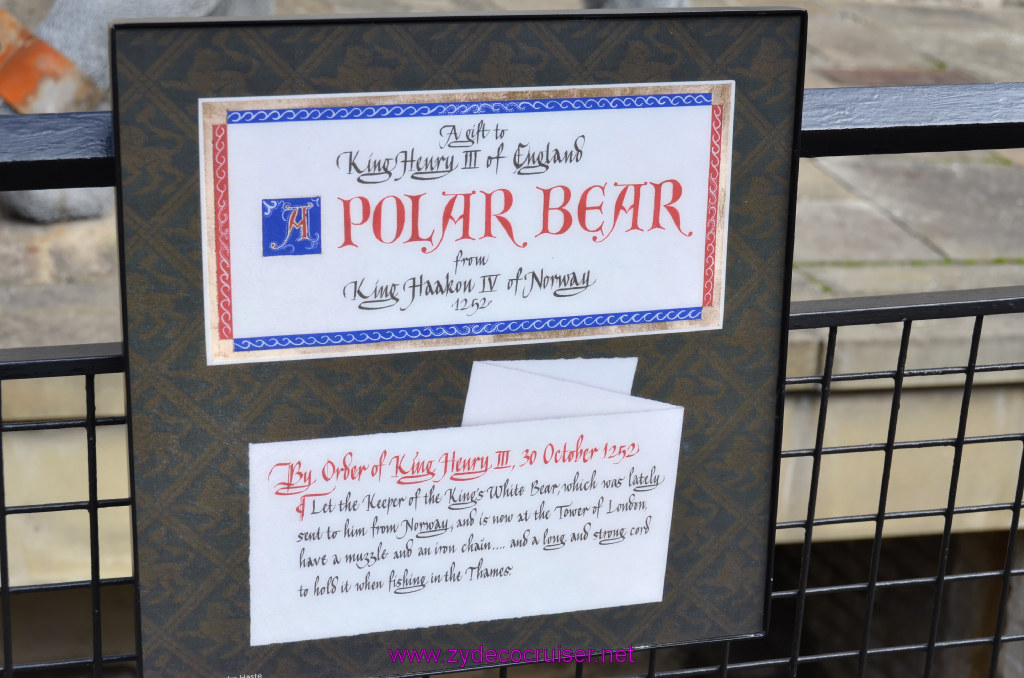 A gift to
King Henry III of England
A POLAR BEAR
from
King Haakon IV of Norway
1252
By Order of King Henry III, 30 October 1252
¶ Let the Keeper of the King's White Bear, which was lately
sent to him from Norway, and is now at the Tower of London,
have a muzzle and an iron chain.... and a long and strong cord
to hold it when fishing in the Thames.
www.zydecocruiser.net
Haste